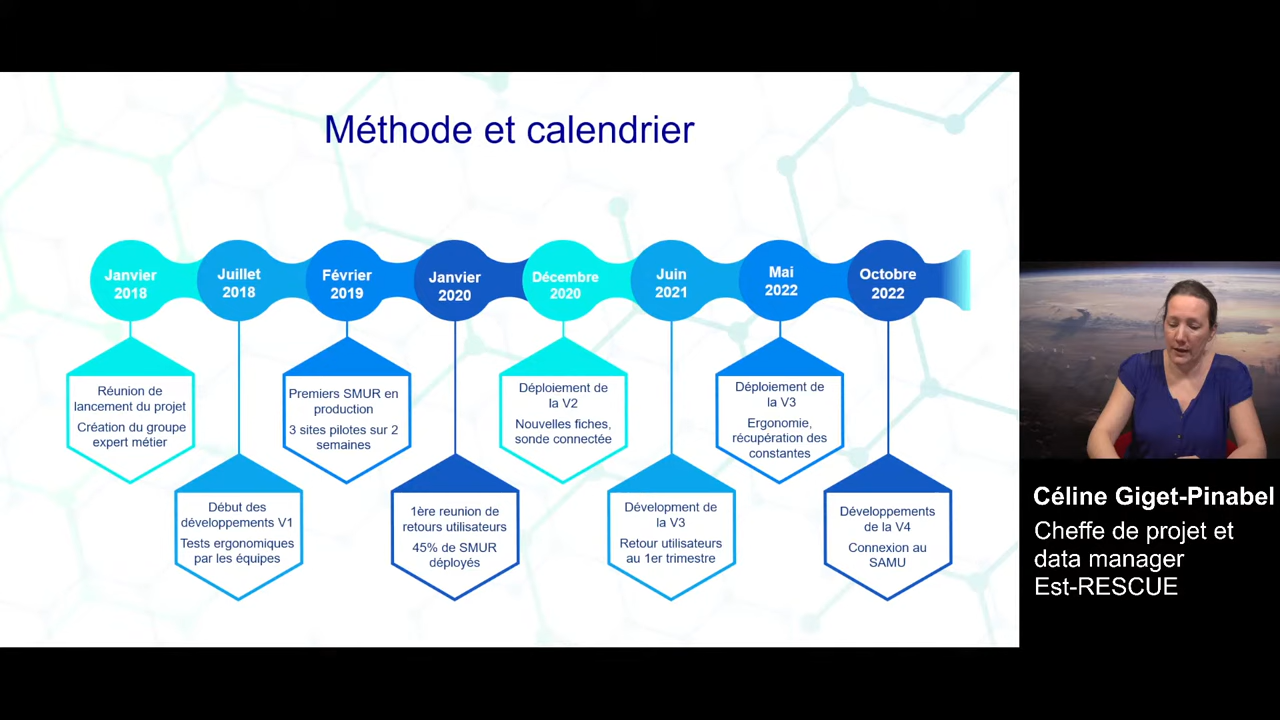 Méthode et calendrier
Janvier
2018
Juillet
2018
Février
2019
Janvier
2020
Décembre
2020
Juin
2021
Mai
2022
Octobre
2022
Réunion de
lancement du projet
Création du groupe
expert métier
Début des
développements V1
Tests ergonomiques
par les équipes
Premiers SMUR en
production
3 sites pilotes sur 2
semaines
1ère reunion de
retours utilisateurs
45% de SMUR
déployés
Déploiement de
la V2
Nouvelles fiches,
sonde connectée
Dévelopment de
la V3
Retour utilisateurs
au 1er trimestre
Déploiement de
la V3
Ergonomie,
récupération des
constantes
Développements
de la V4
Connexion au
SAMU
Céline Giget-Pinabel
Cheffe de projet et
data manager
Est-RESCUE